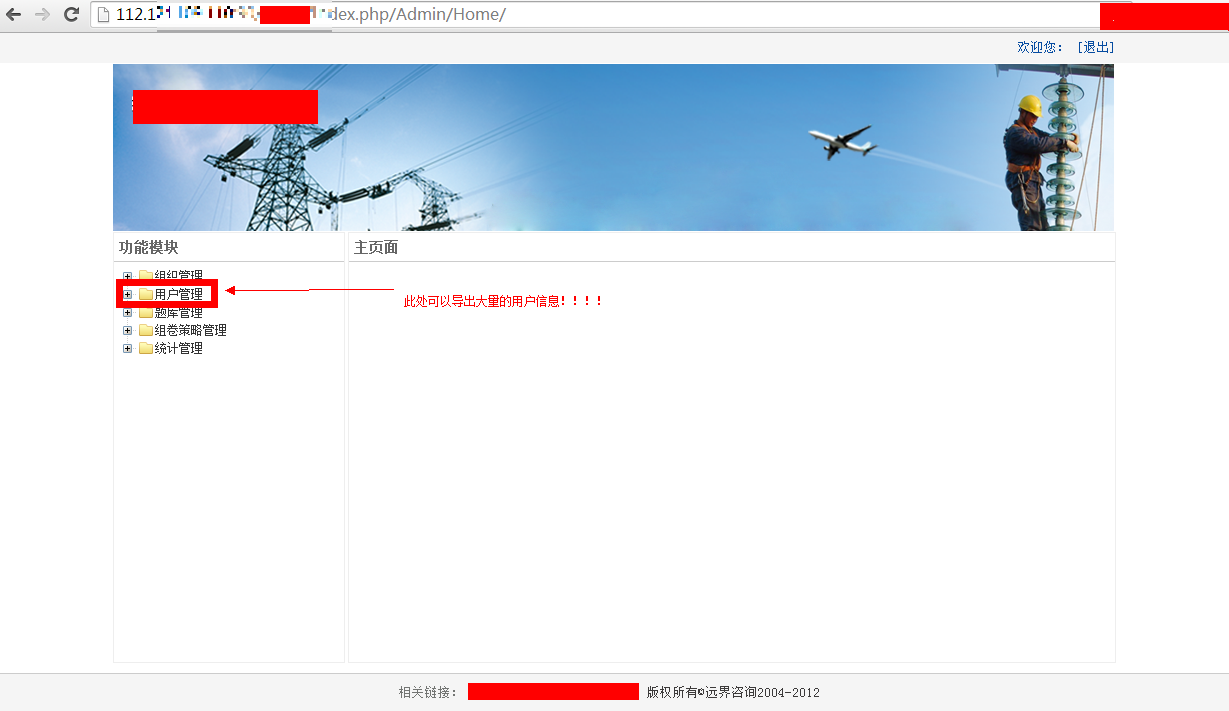 112.1
dex.php/Admin/Home/
欢迎您： [退出]
功能模块
主页面
组织管理
用户管理
此处可以导出大量的用户信息！！！！
题库管理
组卷策略管理
统计管理
相关链接： 版权所有©远界咨询2004-2012